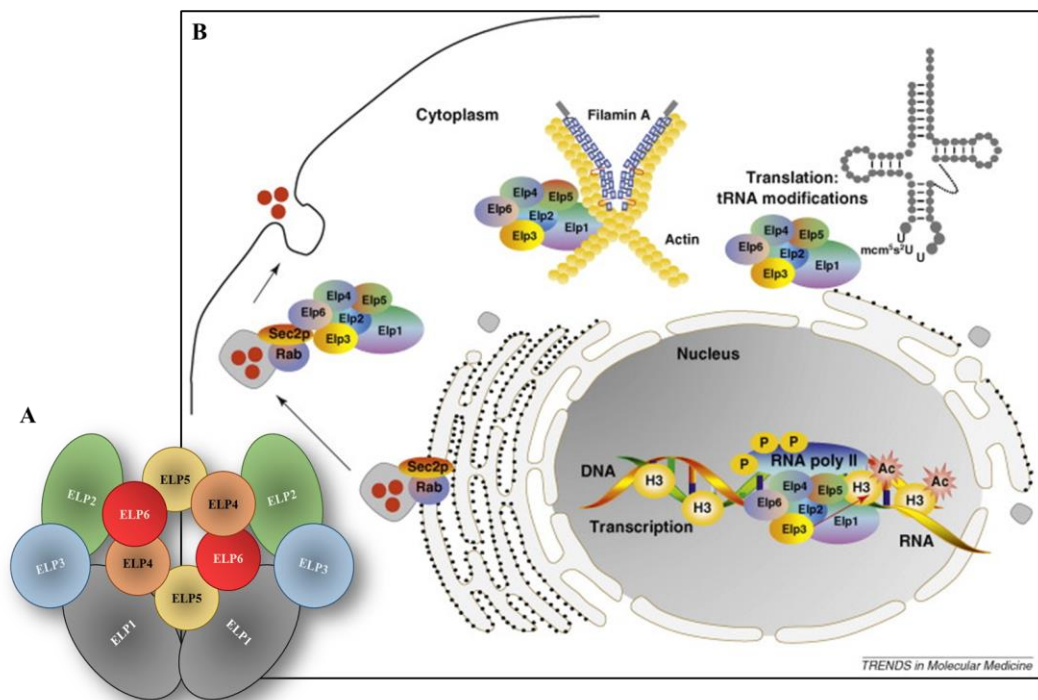 B
Cytoplasm
Filamin A
Elp4
Elp5
Elp6
Elp2
Elp1
Elp3
Actin
Translation:
tRNA modifications
Elp4
Elp5
Elp6
Elp2
Elp1
Elp3
U
mcm⁵s²U
U
Elp4
Elp5
Elp6
Elp2
Elp1
Elp3
Sec2p
Rab
Nucleus
Sec2p
Rab
DNA
H3
H3
Transcription
P
P
P
RNA poly II
Elp4
Elp5
Elp6
Elp2
Elp1
Elp3
H3
Ac
H3
Ac
RNA
A
ELP5
ELP2
ELP2
ELP4
ELP6
ELP3
ELP4
ELP6
ELP3
ELP5
ELP1
ELP1
TRENDS in Molecular Medicine